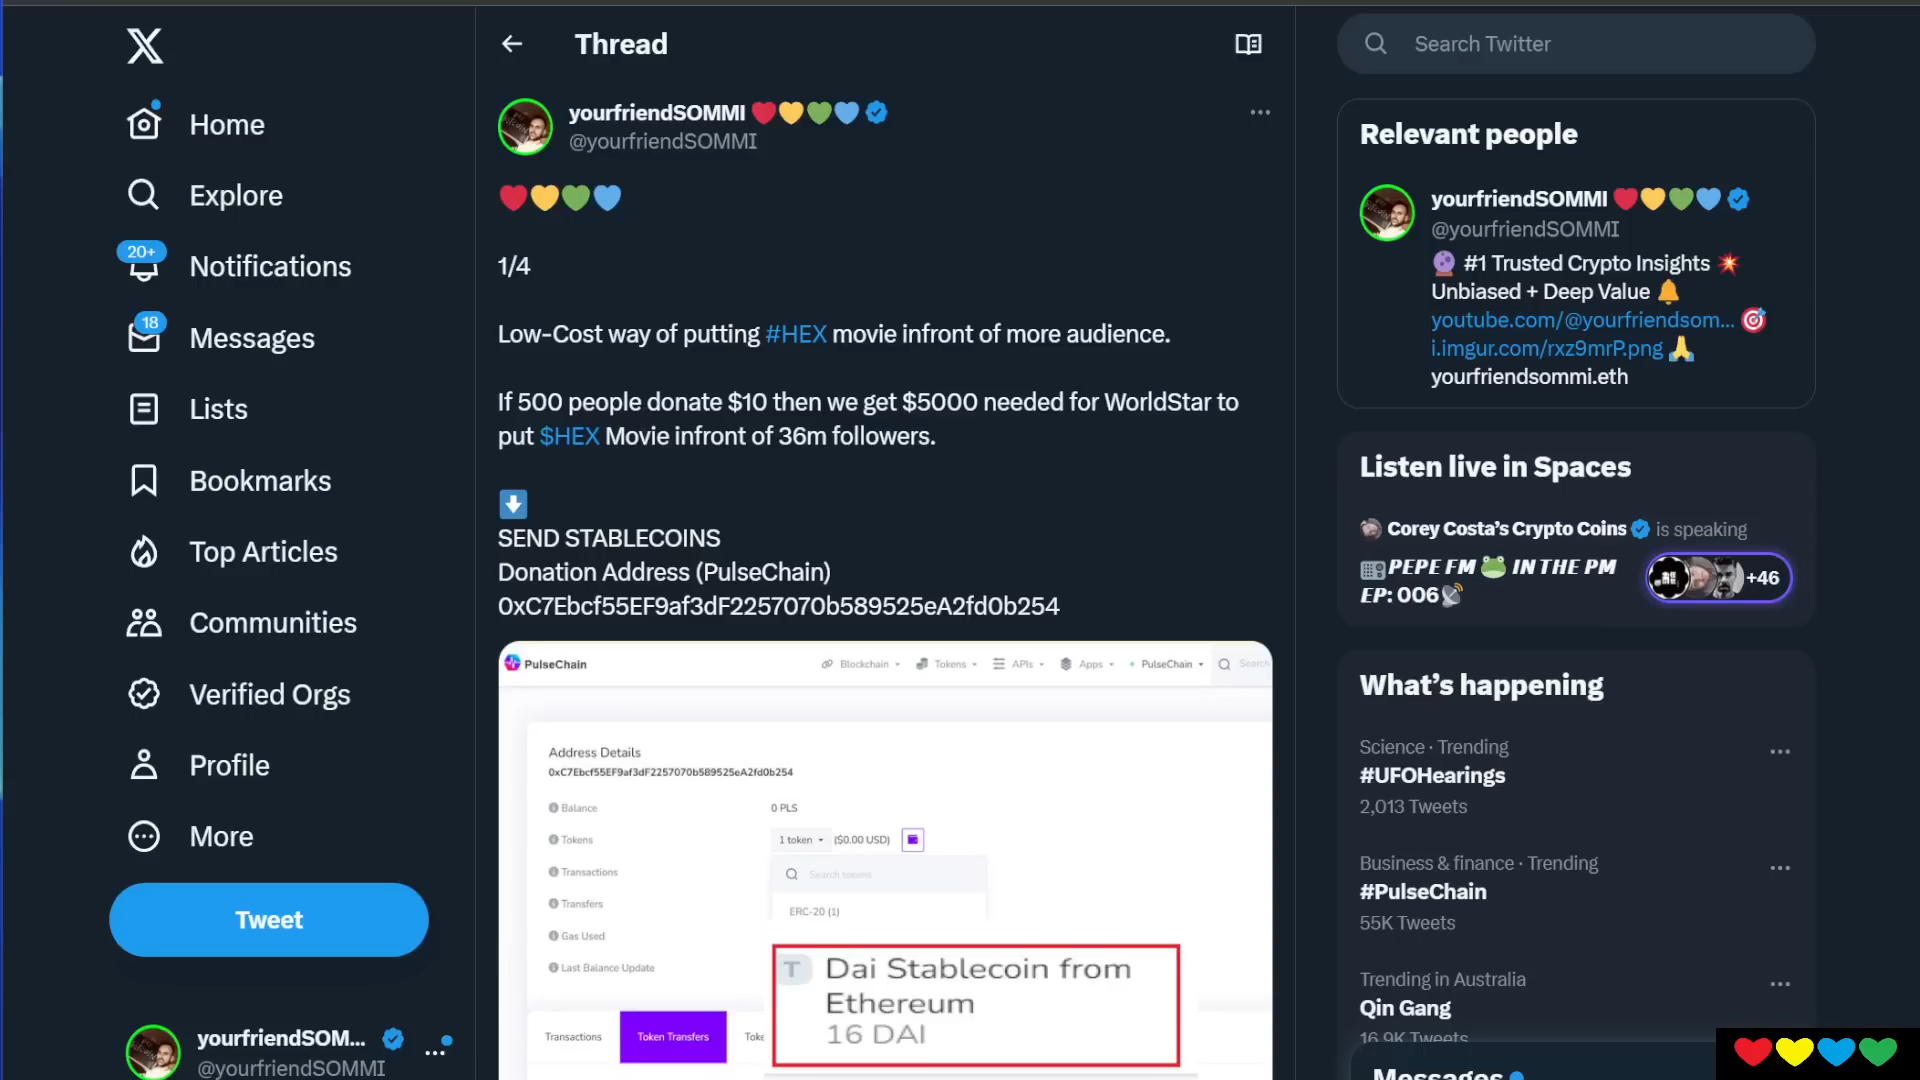 Home
Explore
20+
Notifications
18
Messages
Lists
Bookmarks
Top Articles
Communities
Verified Orgs
Profile
More
Tweet
yourfriendSOM...
@yourfriendSOMMI
Thread
yourfriendSOMMI
@yourfriendSOMMI
1/4
Low-Cost way of putting #HEX movie infront of more audience.
If 500 people donate $10 then we get $5000 needed for WorldStar to
put $HEX Movie infront of 36m followers.
SEND STABLECOINS
Donation Address (PulseChain)
0xC7Ebcf55EF9af3dF2257070b589525eA2fd0b254
PulseChain
Blockchain
Tokens
APIs
Apps
PulseChain
Search
Address Details
0xC7Ebcf55EF9af3dF2257070b589525eA2fd0b254
Balance
0 PLS
Tokens
1 token
($0.00 USD)
Transactions
Search tokens
Transfers
ERC-20 (1)
Gas Used
Last Balance Update
T
Dai Stablecoin from
Ethereum
16 DAI
Transactions
Token Transfers
Toke
Search Twitter
Relevant people
yourfriendSOMMI
@yourfriendSOMMI
#1 Trusted Crypto Insights
Unbiased + Deep Value
youtube.com/@yourfriendsom...
i.imgur.com/rxz9mrP.png
yourfriendsommi.eth
Listen live in Spaces
Corey Costa's Crypto Coins is speaking
PEPE FM IN THE PM
EP: 006
+46
What's happening
Science · Trending
#UFOHearings
2,013 Tweets
Business & finance · Trending
#PulseChain
55K Tweets
Trending in Australia
Qin Gang
16.9K Tweets
Messages